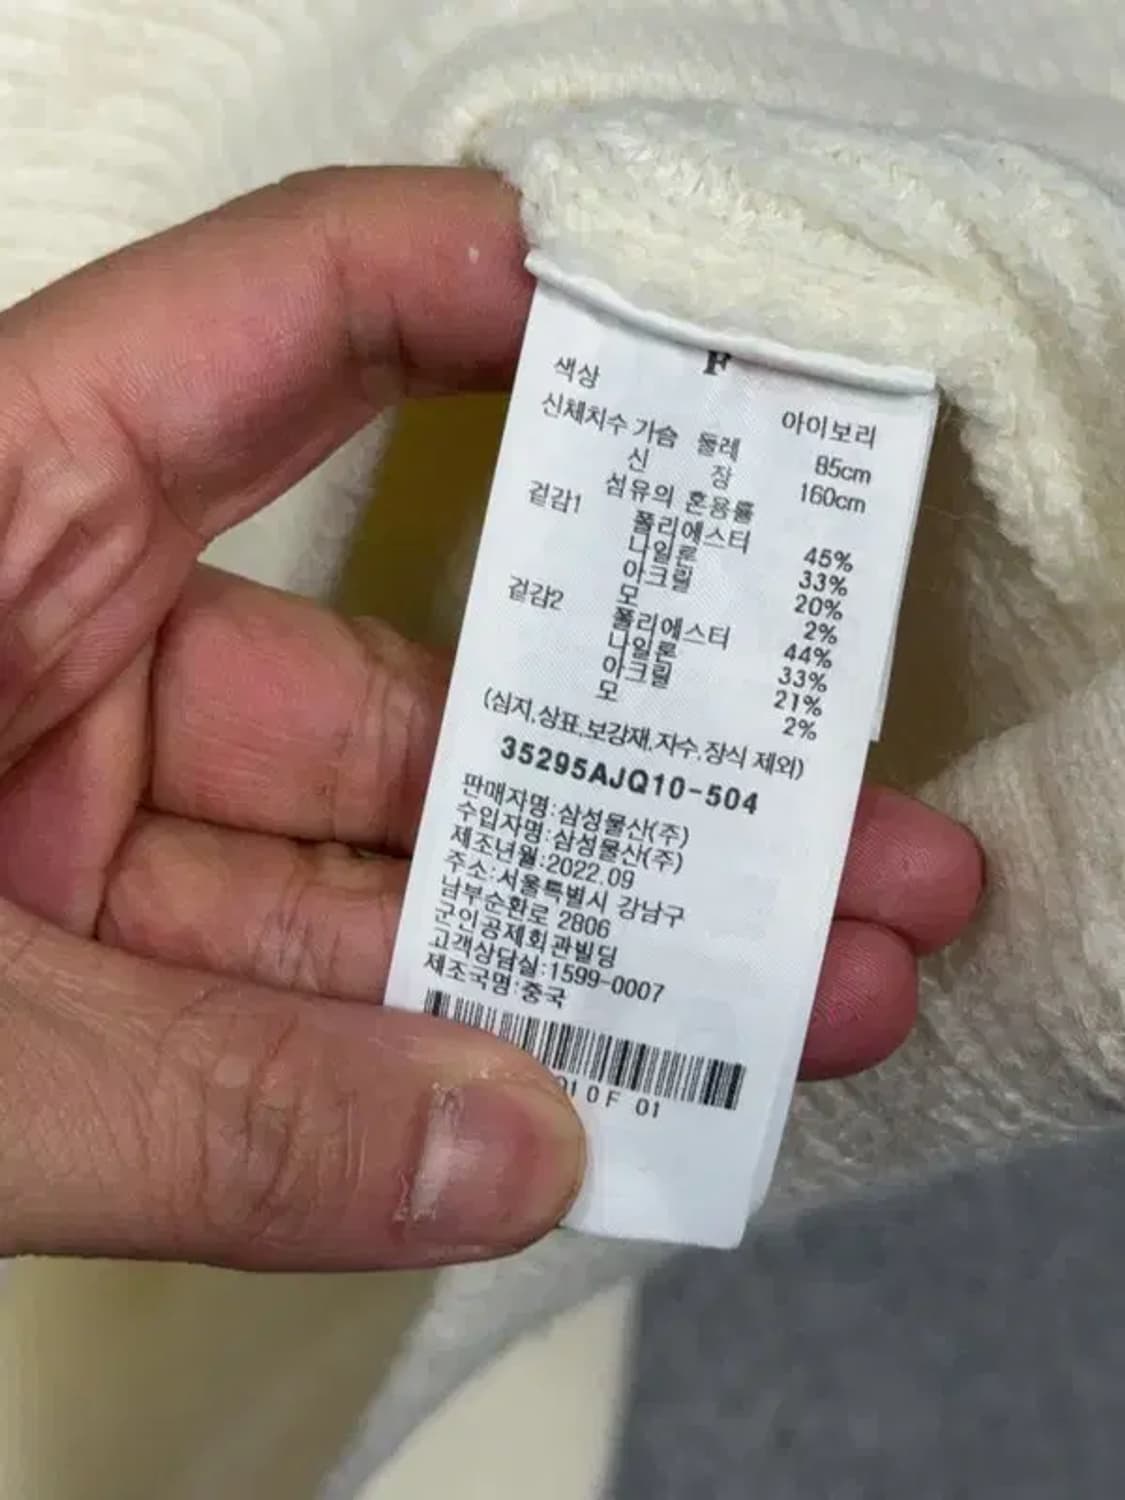 F
색상 아이보리
신체치수 가슴 둘레 85cm
신 장 160cm
섬유의 혼용률
겉감1 폴리에스터 45%
나일론 33%
아크릴 20%
모 2%
겉감2 폴리에스터 44%
나일론 33%
아크릴 21%
모 2%
(심지,상표,보강재,자수,장식 제외)
35295AJQ10-504
판매자명:삼성물산(주)
수입자명:삼성물산(주)
제조년월:2022.09
주소:서울특별시 강남구
남부순환로 2806
군인공제회관빌딩
고객상담실:1599-0007
제조국명:중국
0F 01